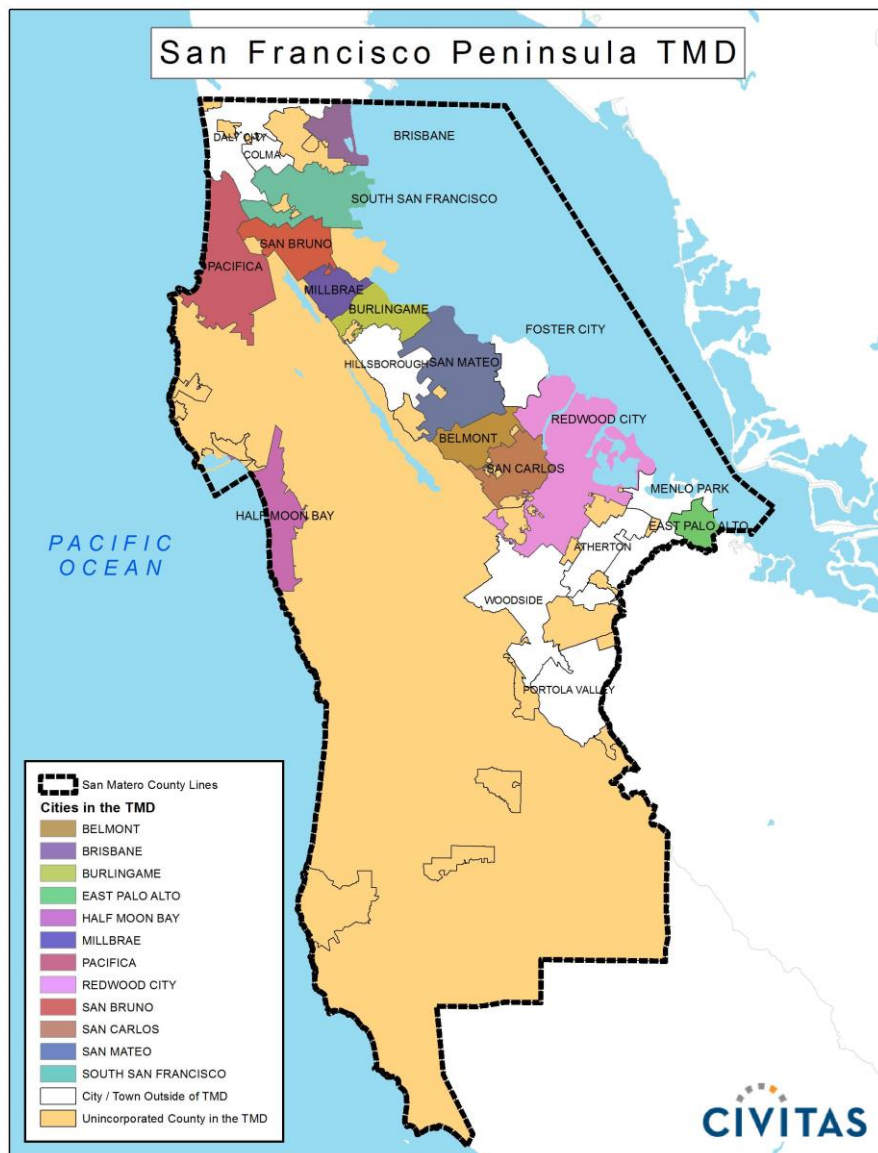 San Francisco Peninsula TMD
BRISBANE
DALY CITY
COLMA
SOUTH SAN FRANCISCO
SAN BRUNO
PACIFICA
MILLBRAE
BURLINGAME
FOSTER CITY
HILLSBOROUGH
SAN MATEO
REDWOOD CITY
BELMONT
SAN CARLOS
MENLO PARK
HALF MOON BAY
EAST PALO ALTO
PACIFIC
OCEAN
ATHERTON
WOODSIDE
PORTOLA VALLEY
San Matero County Lines
Cities in the TMD
BELMONT
BRISBANE
BURLINGAME
EAST PALO ALTO
HALF MOON BAY
MILLBRAE
PACIFICA
REDWOOD CITY
SAN BRUNO
SAN CARLOS
SAN MATEO
SOUTH SAN FRANCISCO
City / Town Outside of TMD
Unincorporated County in the TMD
CIVITAS